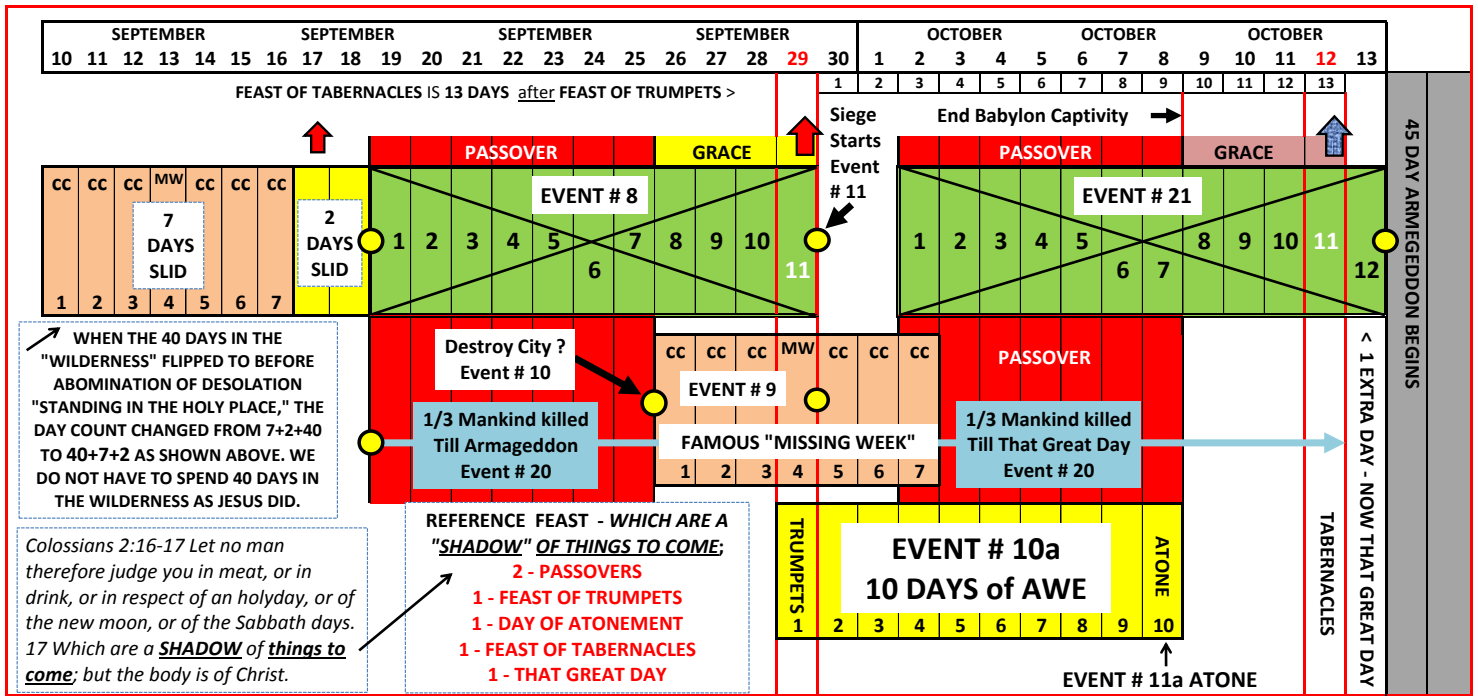 SEPTEMBER SEPTEMBER SEPTEMBER SEPTEMBER OCTOBER OCTOBER OCTOBER
10 11 12 13 14 15 16 17 18 19 20 21 22 23 24 25 26 27 28 29 30 1 2 3 4 5 6 7 8 9 10 11 12 13
1 2 3 4 5 6 7 8 9 10 11 12 13
FEAST OF TABERNACLES IS 13 DAYS after FEAST OF TRUMPETS >
Siege
Starts
Event
# 11
End Babylon Captivity
PASSOVER GRACE PASSOVER GRACE
CC CC CC MW CC CC CC
7
DAYS
SLID
1 2 3 4 5 6 7
2
DAYS
SLID
EVENT # 8
1 2 3 4 5 6 7 8 9 10 11
EVENT # 21
1 2 3 4 5 6 7 8 9 10 11 12
45 DAY ARMEGEDDON BEGINS
WHEN THE 40 DAYS IN THE
"WILDERNESS" FLIPPED TO BEFORE
ABOMINATION OF DESOLATION
"STANDING IN THE HOLY PLACE," THE
DAY COUNT CHANGED FROM 7+2+40
TO 40+7+2 AS SHOWN ABOVE. WE
DO NOT HAVE TO SPEND 40 DAYS IN
THE WILDERNESS AS JESUS DID.
Destroy City ?
Event # 10
1/3 Mankind killed
Till Armageddon
Event # 20
CC CC CC MW CC CC CC
EVENT # 9
FAMOUS "MISSING WEEK"
1 2 3 4 5 6 7
PASSOVER
1/3 Mankind killed
Till That Great Day
Event # 20
< 1 EXTRA DAY - NOW THAT GREAT DAY
TABERNACLES
Colossians 2:16-17 Let no man
therefore judge you in meat, or in
drink, or in respect of an holyday, or of
the new moon, or of the Sabbath days.
17 Which are a SHADOW of things to
come; but the body is of Christ.
REFERENCE FEAST - WHICH ARE A
"SHADOW" OF THINGS TO COME;
2 - PASSOVERS
1 - FEAST OF TRUMPETS
1 - DAY OF ATONEMENT
1 - FEAST OF TABERNACLES
1 - THAT GREAT DAY
TRUMPETS
EVENT # 10a
10 DAYS of AWE
ATONE
1 2 3 4 5 6 7 8 9 10
EVENT # 11a ATONE